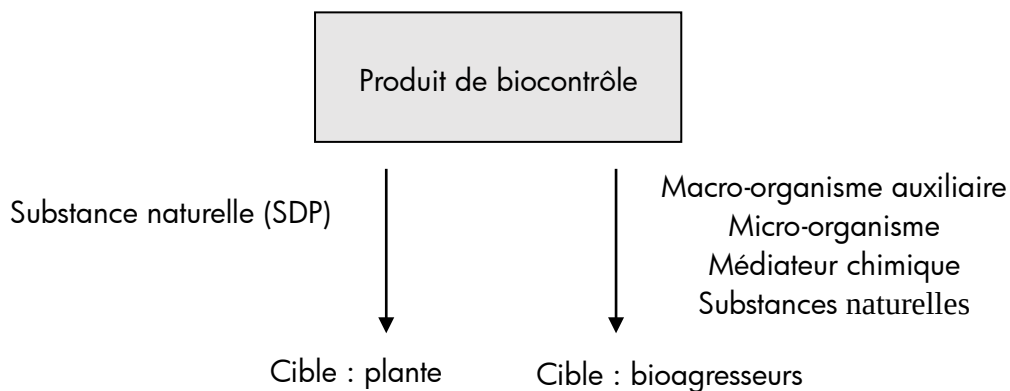 Produit de biocontrôle
Substance naturelle (SDP)
Macro-organisme auxiliaire
Micro-organisme
Médiateur chimique
Substances naturelles
Cible : plante
Cible : bioagresseurs